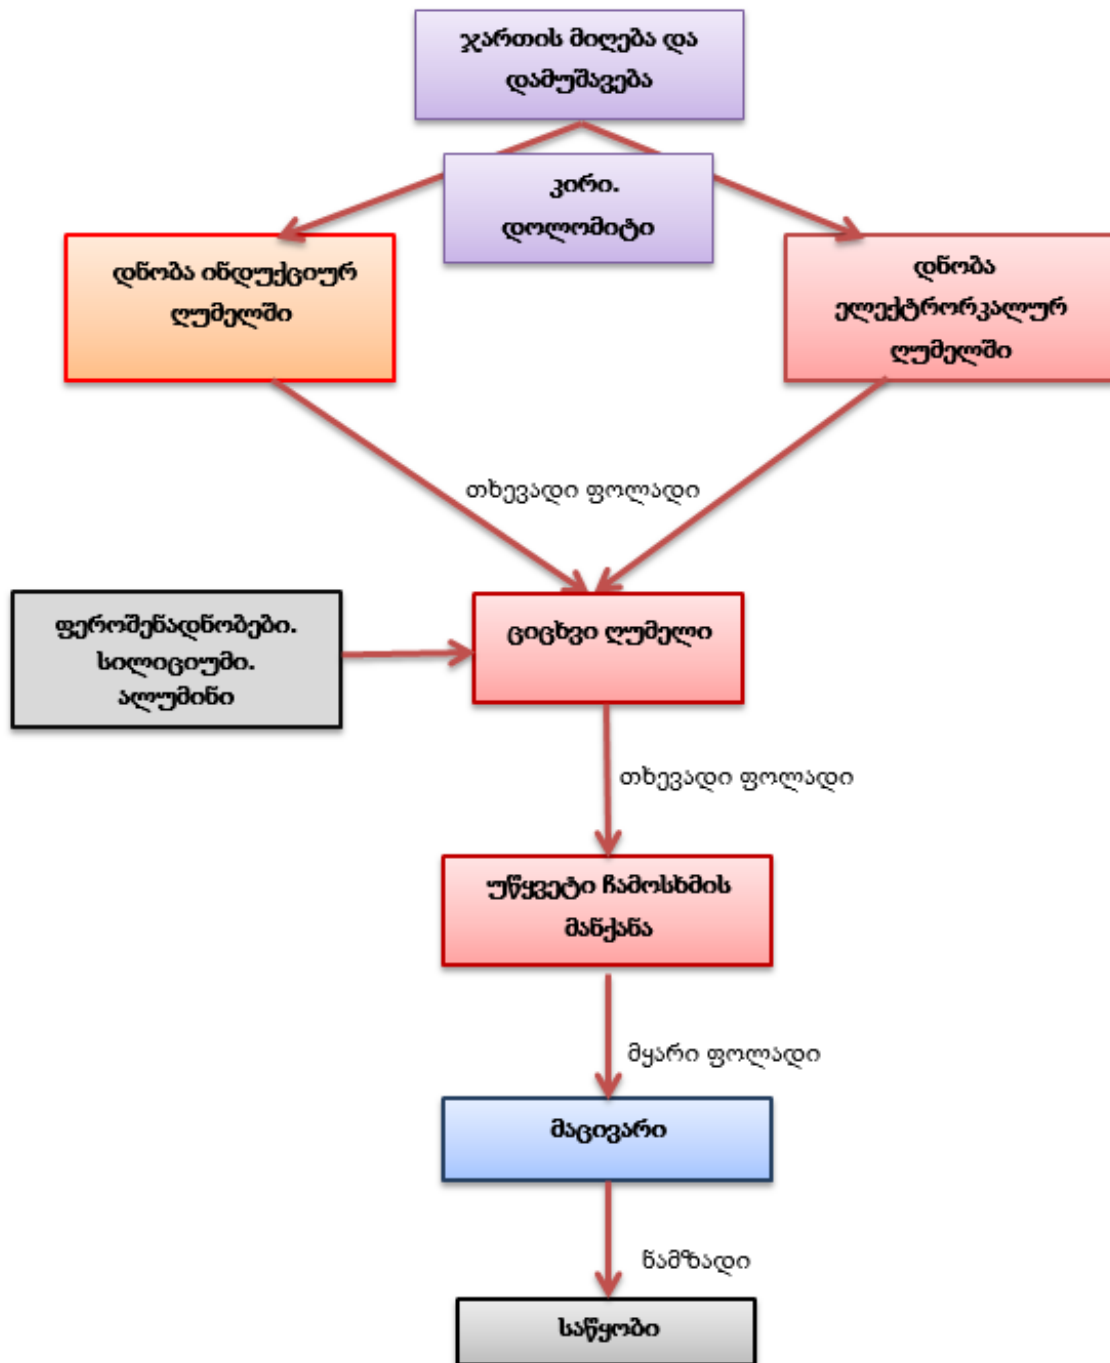 ჯართის მიღება და
დამუშავება
კირი.
დოლომიტი
დნობა ინდუქციურ
ღუმელში
დნობა
ელექტრორკალურ
ღუმელში
თხევადი ფოლადი
ფეროშენადნობები.
სილიციუმი.
ალუმინი
ციცხვი ღუმელი
თხევადი ფოლადი
უწყვეტი ჩამოსხმის
მანქანა
მყარი ფოლადი
მაცივარი
ნამზადი
საწყობი